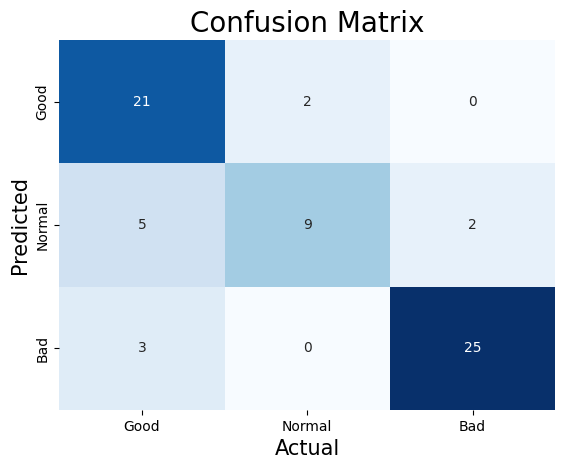 Confusion Matrix
Predicted
Good
21 2 0
Normal
5 9 2
Bad
3 0 25
Good Normal Bad
Actual